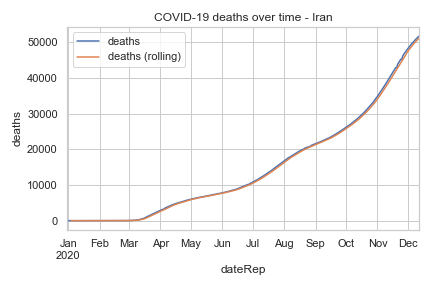 COVID-19 deaths over time - Iran
deaths
deaths (rolling)
50000
40000
30000
20000
10000
0
deaths
Jan Feb Mar Apr May Jun Jul Aug Sep Oct Nov Dec
2020
dateRep